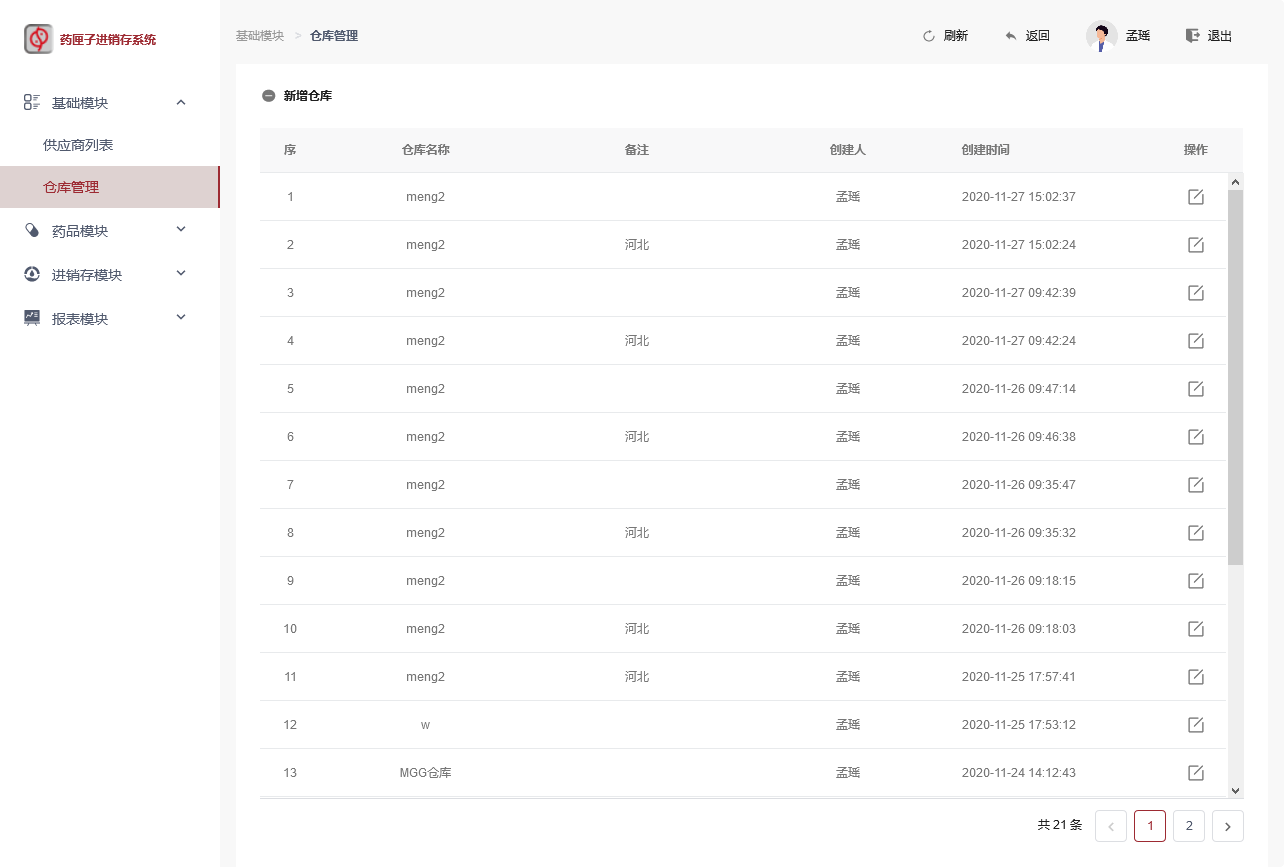 药匣子进销存系统
基础模块 > 仓库管理
刷新 返回 孟瑶 退出
基础模块
供应商列表
仓库管理
药品模块
进销存模块
报表模块
新增仓库
序 仓库名称 备注 创建人 创建时间 操作
1 meng2 孟瑶 2020-11-27 15:02:37
2 meng2 河北 孟瑶 2020-11-27 15:02:24
3 meng2 孟瑶 2020-11-27 09:42:39
4 meng2 河北 孟瑶 2020-11-27 09:42:24
5 meng2 孟瑶 2020-11-26 09:47:14
6 meng2 河北 孟瑶 2020-11-26 09:46:38
7 meng2 孟瑶 2020-11-26 09:35:47
8 meng2 河北 孟瑶 2020-11-26 09:35:32
9 meng2 孟瑶 2020-11-26 09:18:15
10 meng2 河北 孟瑶 2020-11-26 09:18:03
11 meng2 河北 孟瑶 2020-11-25 17:57:41
12 w 孟瑶 2020-11-25 17:53:12
13 MGG仓库 孟瑶 2020-11-24 14:12:43
共 21 条 < 1 2 >